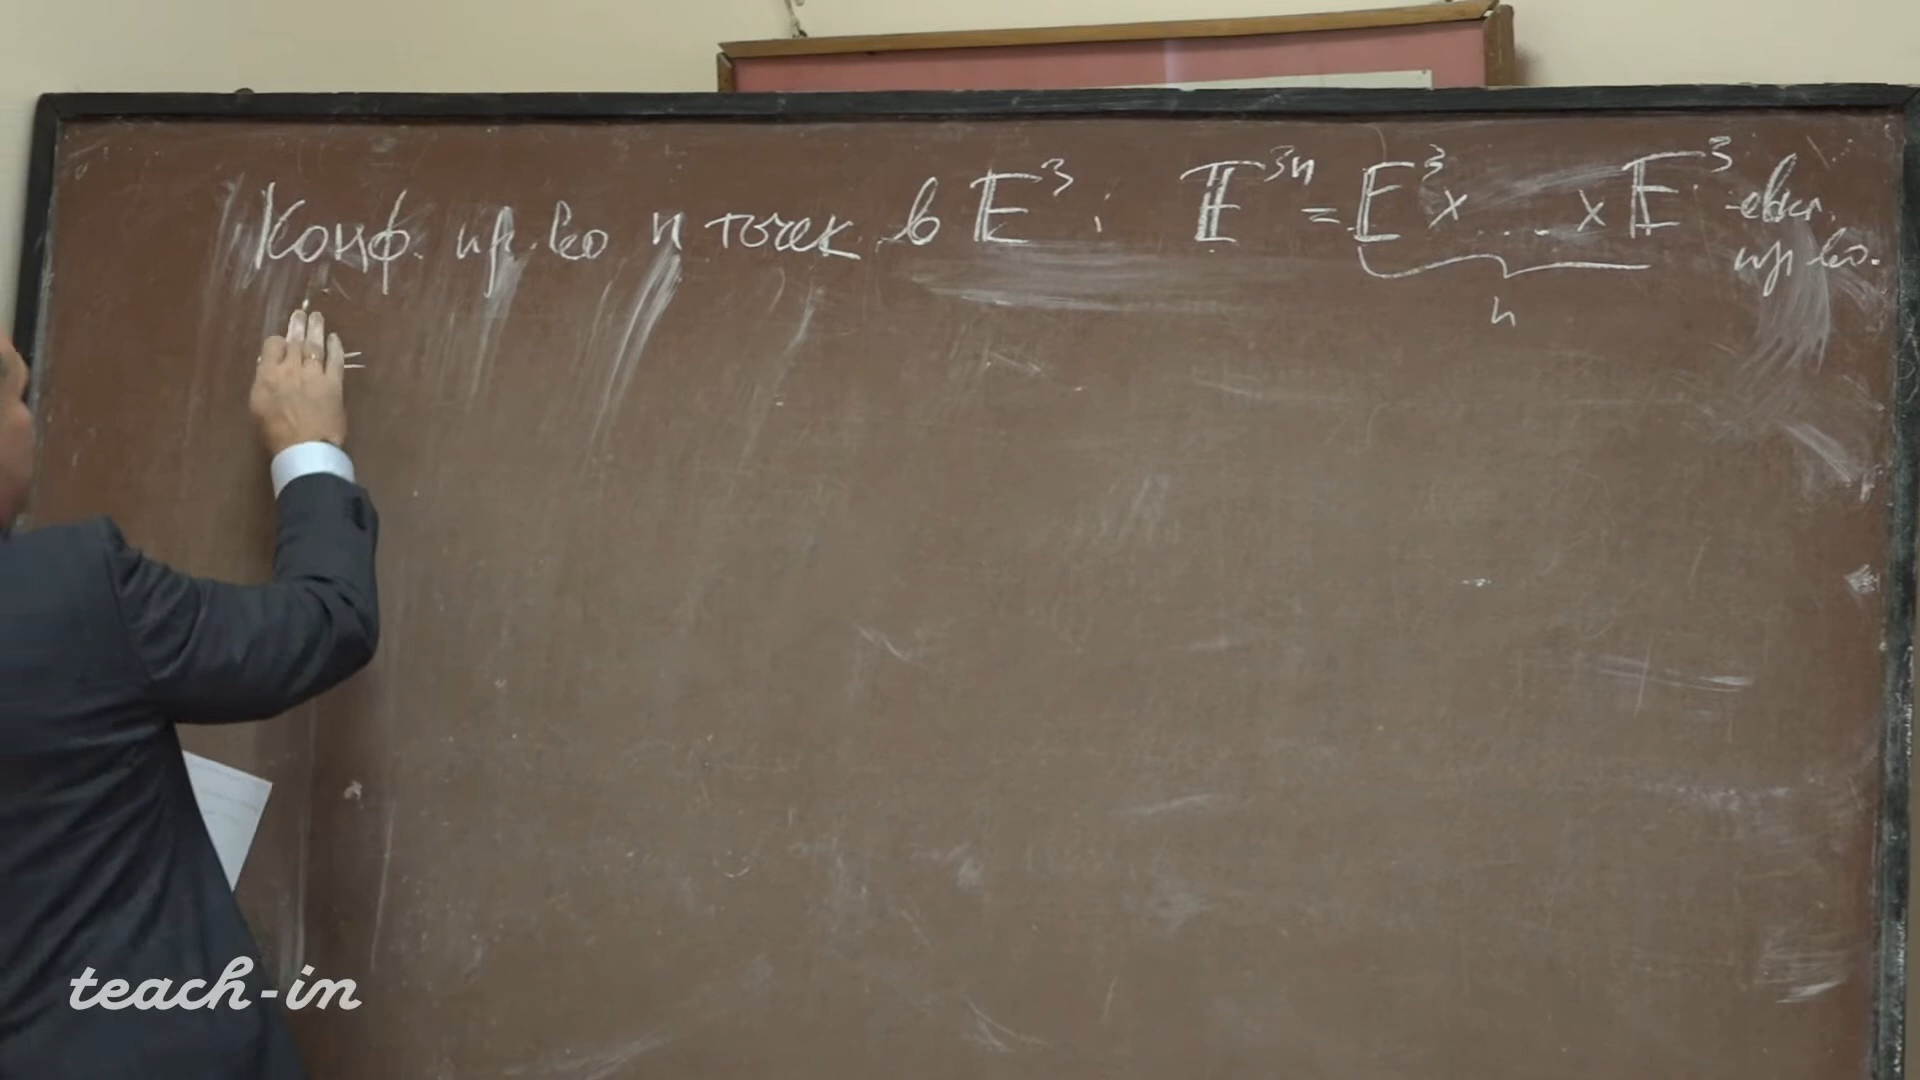 Конф. пр-во n точек в 𝔼³: 𝔼³ⁿ = 𝔼³ × ... × 𝔼³ - евкл. пр-во.
n
=
teach-in